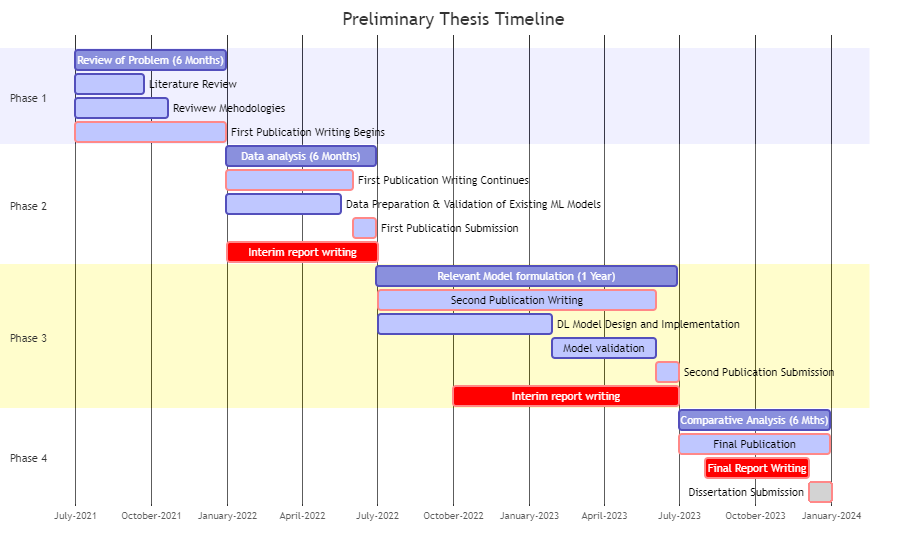 Preliminary Thesis Timeline
Phase 1
Review of Problem (6 Months)
Literature Review
Reviwew Mehodologies
First Publication Writing Begins
Phase 2
Data analysis (6 Months)
First Publication Writing Continues
Data Preparation & Validation of Existing ML Models
First Publication Submission
Interim report writing
Phase 3
Relevant Model formulation (1 Year)
Second Publication Writing
DL Model Design and Implementation
Model validation
Second Publication Submission
Interim report writing
Phase 4
Comparative Analysis (6 Mths)
Final Publication
Final Report Writing
Dissertation Submission
July-2021 October-2021 January-2022 April-2022 July-2022 October-2022 January-2023 April-2023 July-2023 October-2023 January-2024